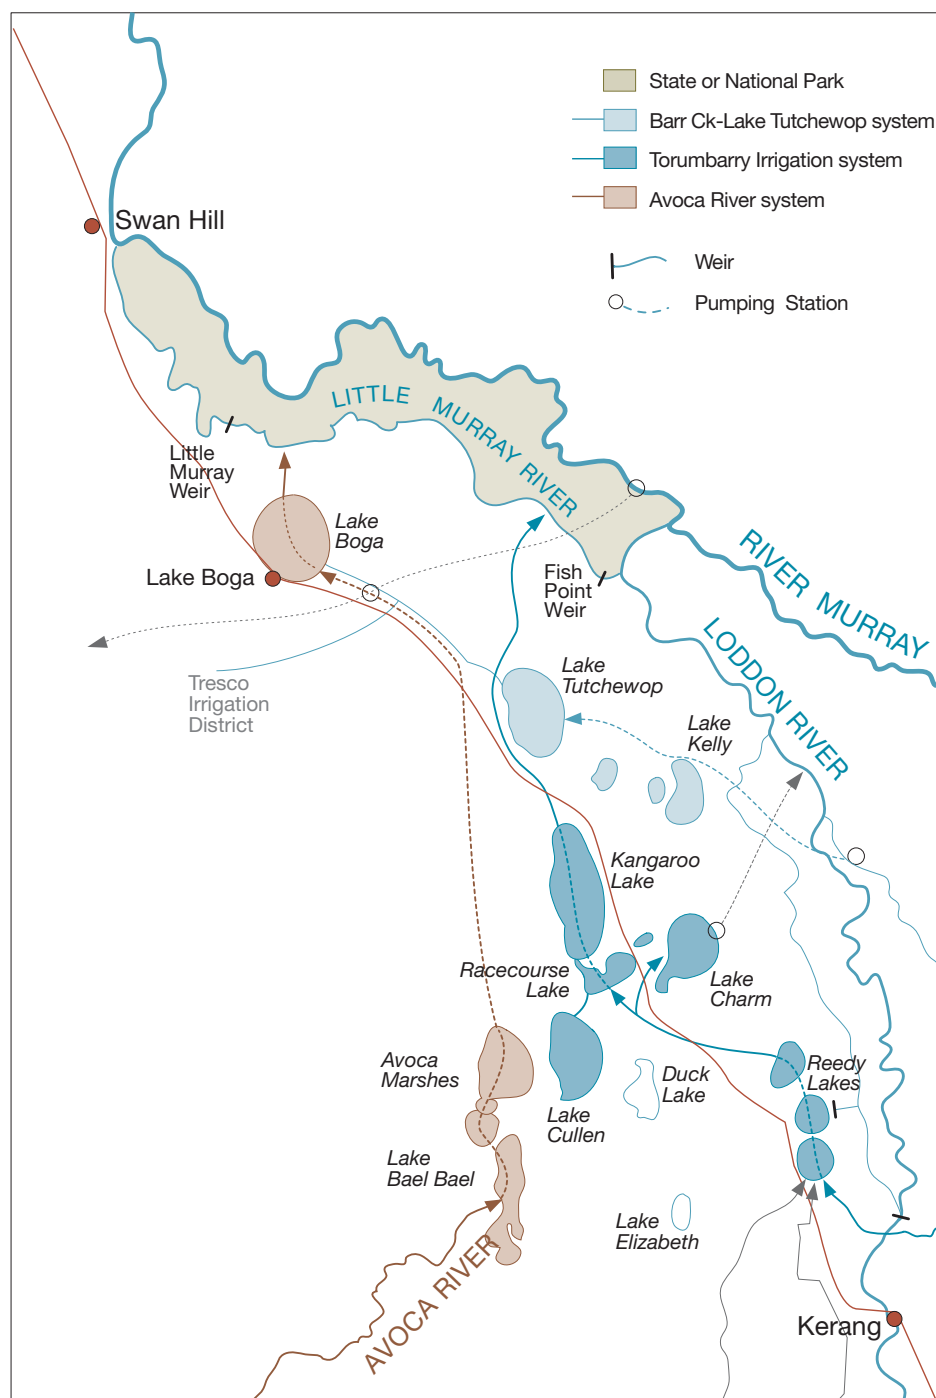 State or National Park
Barr Ck-Lake Tutchewop system
Torumbarry Irrigation system
Avoca River system
Weir
Pumping Station
Swan Hill
LITTLE MURRAY RIVER
Little
Murray
Weir
Lake
Boga
Lake Boga
Fish
Point
Weir
RIVER MURRAY
LODDON RIVER
Tresco
Irrigation
District
Lake
Tutchewop
Lake
Kelly
Kangaroo
Lake
Racecourse
Lake
Lake
Charm
Avoca
Marshes
Lake
Cullen
Duck
Lake
Reedy
Lakes
Lake
Bael Bael
Lake
Elizabeth
AVOCA RIVER
Kerang